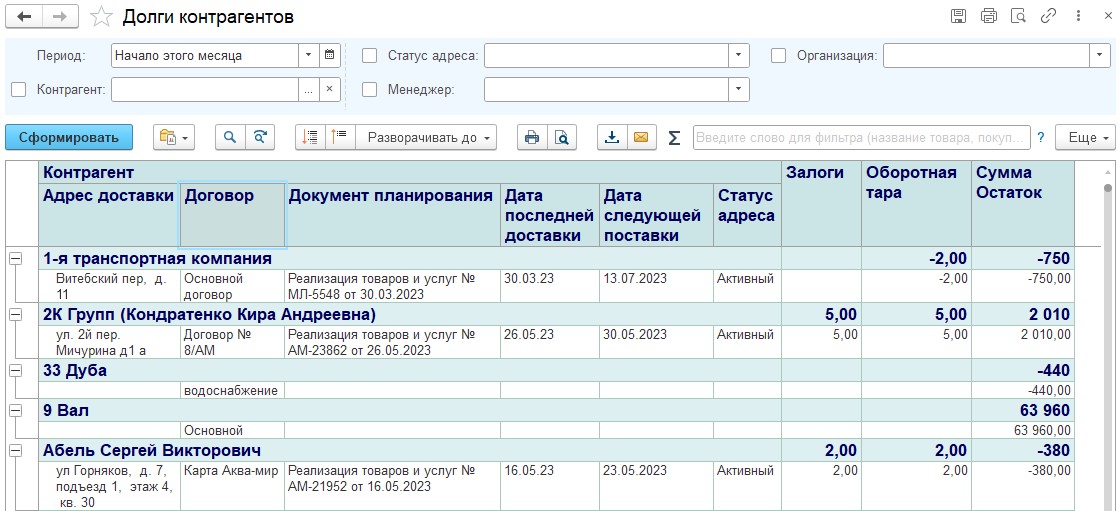 Долги контрагентов
Период: Начало этого месяца Статус адреса: Организация:
Контрагент: ... × Менеджер:
Сформировать Разворачивать до Σ Введите слово для фильтра (название товара, покуп... ? Еще
Контрагент Залоги Оборотная тара Сумма Остаток
Адрес доставки Договор Документ планирования Дата последней доставки Дата следующей поставки Статус адреса
1-я транспортная компания -2,00 -750
Витебский пер, д. 11 Основной договор Реализация товаров и услуг № МЛ-5548 от 30.03.2023 30.03.23 13.07.2023 Активный -2,00 -750,00
2К Групп (Кондратенко Кира Андреевна) 5,00 5,00 2 010
ул. 2й пер. Мичурина д1 а Договор № 8/АМ Реализация товаров и услуг № АМ-23862 от 26.05.2023 26.05.23 30.05.2023 Активный 5,00 5,00 2 010,00
33 Дуба -440
водоснабжение -440,00
9 Вал 63 960
Основной 63 960,00
Абель Сергей Викторович 2,00 2,00 -380
ул Горняков, д. 7, подъезд 1, этаж 4, кв. 30 Карта Аква-мир Реализация товаров и услуг № АМ-21952 от 16.05.2023 16.05.23 23.05.2023 Активный 2,00 2,00 -380,00